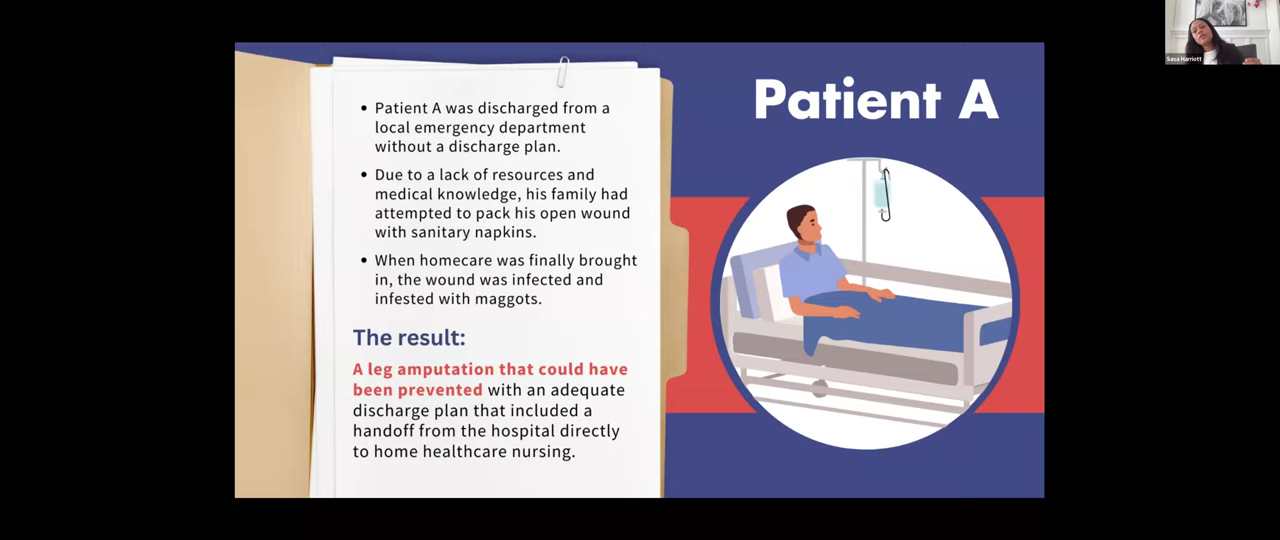 • Patient A was discharged from a
local emergency department
without a discharge plan.
• Due to a lack of resources and
medical knowledge, his family had
attempted to pack his open wound
with sanitary napkins.
• When homecare was finally brought
in, the wound was infected and
infested with maggots.
The result:
A leg amputation that could have
been prevented with an adequate
discharge plan that included a
handoff from the hospital directly
to home healthcare nursing.
Patient A
Sasa Harriott